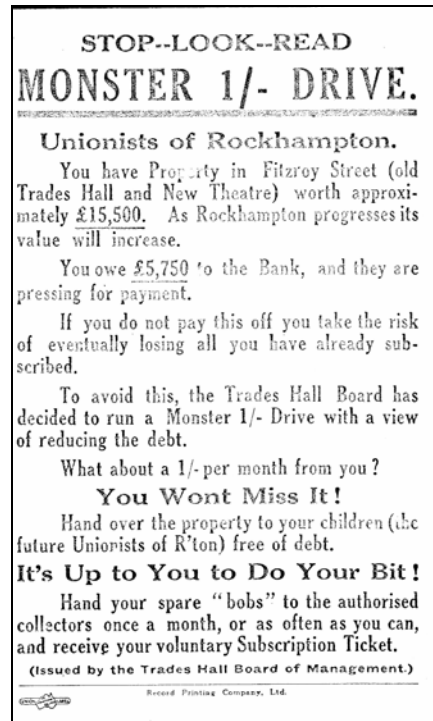 STOP--LOOK--READ
MONSTER 1/- DRIVE.
Unionists of Rockhampton.
You have Property in Fitzroy Street (old
Trades Hall and New Theatre) worth approxi-
mately £15,500. As Rockhampton progresses its
value will increase.
You owe £5,750 to the Bank, and they are
pressing for payment.
If you do not pay this off you take the risk
of eventually losing all you have already sub-
scribed.
To avoid this, the Trades Hall Board has
decided to run a Monster 1/- Drive with a view
of reducing the debt.
What about a 1/- per month from you ?
You Wont Miss It !
Hand over the property to your children (the
future Unionists of R'ton) free of debt.
It's Up to You to Do Your Bit !
Hand your spare "bobs" to the authorised
collectors once a month, or as often as you can,
and receive your voluntary Subscription Ticket.
(Issued by the Trades Hall Board of Management.)
Record Printing Company, Ltd.